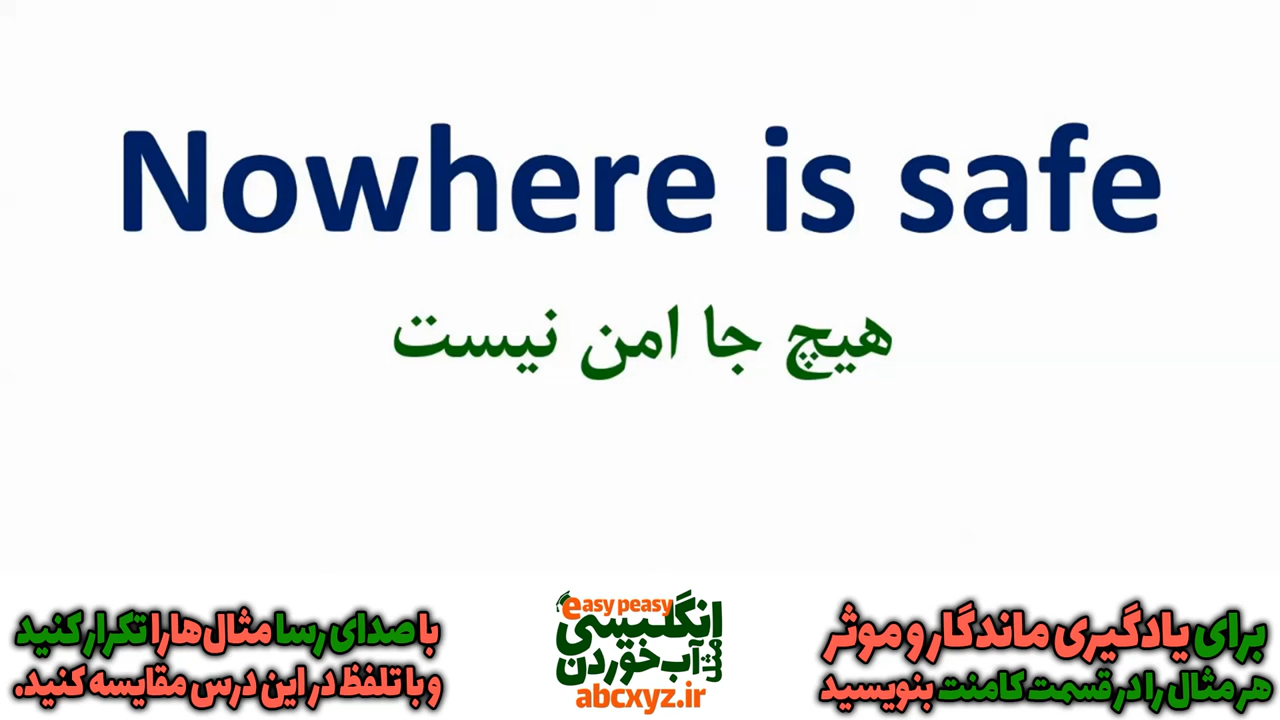 Nowhere is safe
هیچ جا امن نیست
برای یادگیری ماندگار و موثر
هر مثال را در قسمت کامنت بنویسید
easy peasy
انگلیسی
مثل آب خوردن
abcxyz.ir
با صدای رسا مثال‌ها را تکرار کنید
و با تلفظ در این درس مقایسه کنید.